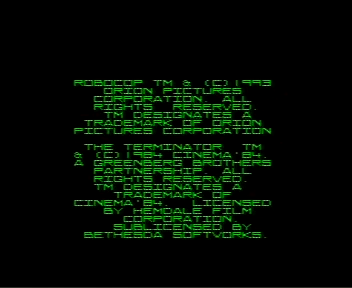 ROBOCOP TM & (C)1993
ORION PICTURES
CORPORATION. ALL
RIGHTS RESERVED.
TM DESIGNATES A
TRADEMARK OF ORION
PICTURES CORPORATION
THE TERMINATOR TM
& (C)1984 CINEMA'84,
A GREENBERG BROTHERS
PARTNERSHIP ALL
RIGHTS RESERVED.
TM DESIGNATES A
TRADEMARK OF
CINEMA'84. LICENSED
BY HEMDALE FILM
CORPORATION.
SUBLICENSED BY
BETHESDA SOFTWORKS.